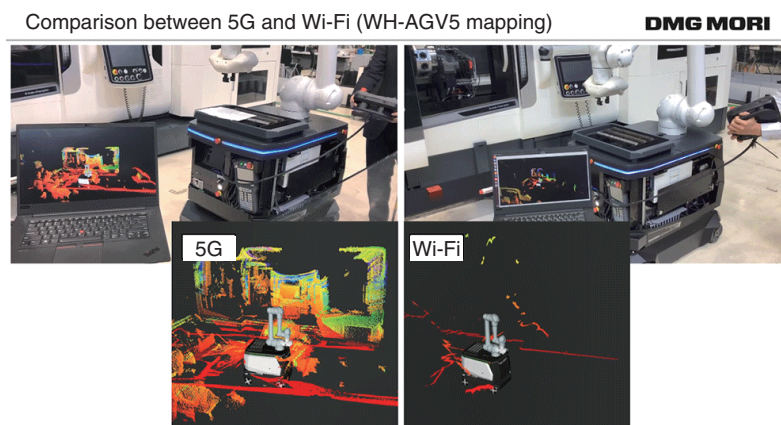 Comparison between 5G and Wi-Fi (WH-AGV5 mapping)
DMG MORI
5G
Wi-Fi